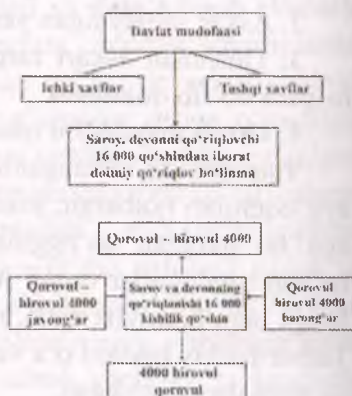 Davlat mudofaasi
Ichki xavflar
Tashqi xavflar
Saroy, devonni qo‘riqlovchi
16 000 qo‘shindan iborat
doimiy qo‘riqlov bo‘linma
Qorovul – hirovul 4000
Qorovul –
hirovul 4000
javong‘ar
Saroy va devonning
qo‘riqlonishi 16 000
kishilik qo‘shin
Qorovul
hirovul 4000
burong‘ar
4000 hirovul
qorovul